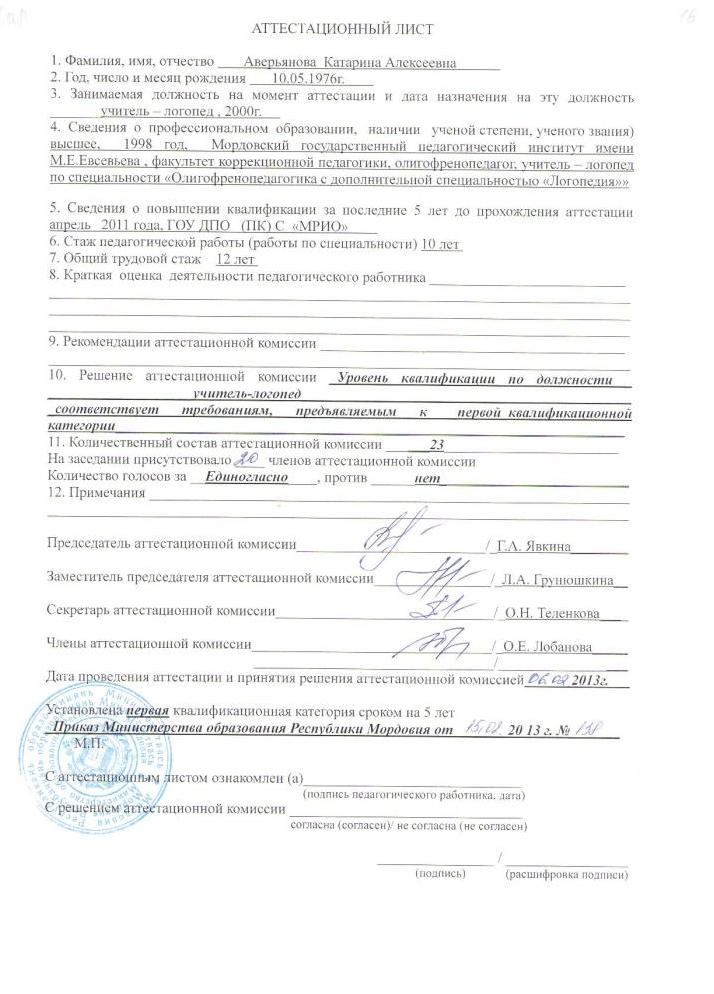 16
АТТЕСТАЦИОННЫЙ ЛИСТ
1. Фамилия, имя, отчество Аверьянова Катарина Алексеевна
2. Год, число и месяц рождения 10.05.1976г.
3. Занимаемая должность на момент аттестации и дата назначения на эту должность
учитель – логопед , 2000г.
4. Сведения о профессиональном образовании, наличии ученой степени, ученого звания)
высшее, 1998 год, Мордовский государственный педагогический институт имени
М.Е.Евсевьева , факультет коррекционной педагогики, олигофренопедагог, учитель – логопед
по специальности «Олигофренопедагогика с дополнительной специальностью «Логопедия»»
5. Сведения о повышении квалификации за последние 5 лет до прохождения аттестации
апрель 2011 года, ГОУ ДПО (ПК) С «МРИО»
6. Стаж педагогической работы (работы по специальности) 10 лет
7. Общий трудовой стаж 12 лет
8. Краткая оценка деятельности педагогического работника
9. Рекомендации аттестационной комиссии
10. Решение аттестационной комиссии Уровень квалификации по должности
учитель-логопед
соответствует требованиям, предъявляемым к первой квалификационной
категории
11. Количественный состав аттестационной комиссии 23
На заседании присутствовало 20 членов аттестационной комиссии
Количество голосов за Единогласно, против нет
12. Примечания
Председатель аттестационной комиссии / Г.А. Явкина
Заместитель председателя аттестационной комиссии / Л.А. Грунюшкина
Секретарь аттестационной комиссии / О.Н. Теленкова
Члены аттестационной комиссии / О.Е. Лобанова
/
Дата проведения аттестации и принятия решения аттестационной комиссией 06.02 2013г.
Установлена первая квалификационная категория сроком на 5 лет
Приказ Министерства образования Республики Мордовия от 15.02. 20 13 г. № 138
М.П.
С аттестационным листом ознакомлен (а)
(подпись педагогического работника, дата)
С решением аттестационной комиссии
согласна (согласен)/ не согласна (не согласен)
/
(подпись) (расшифровка подписи)